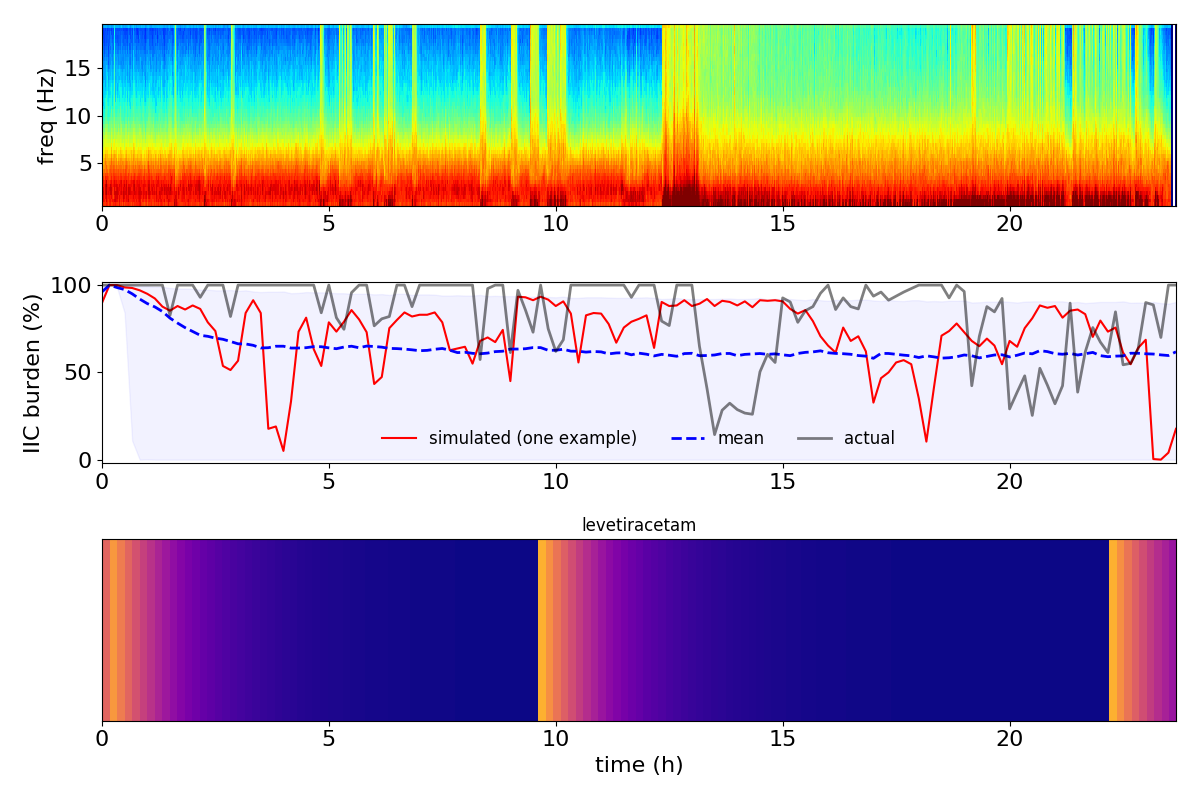 freq (Hz)
15
10
5
0 5 10 15 20
IIC burden (%)
100
50
0
simulated (one example) mean actual
0 5 10 15 20
levetiracetam
0 5 10 15 20
time (h)